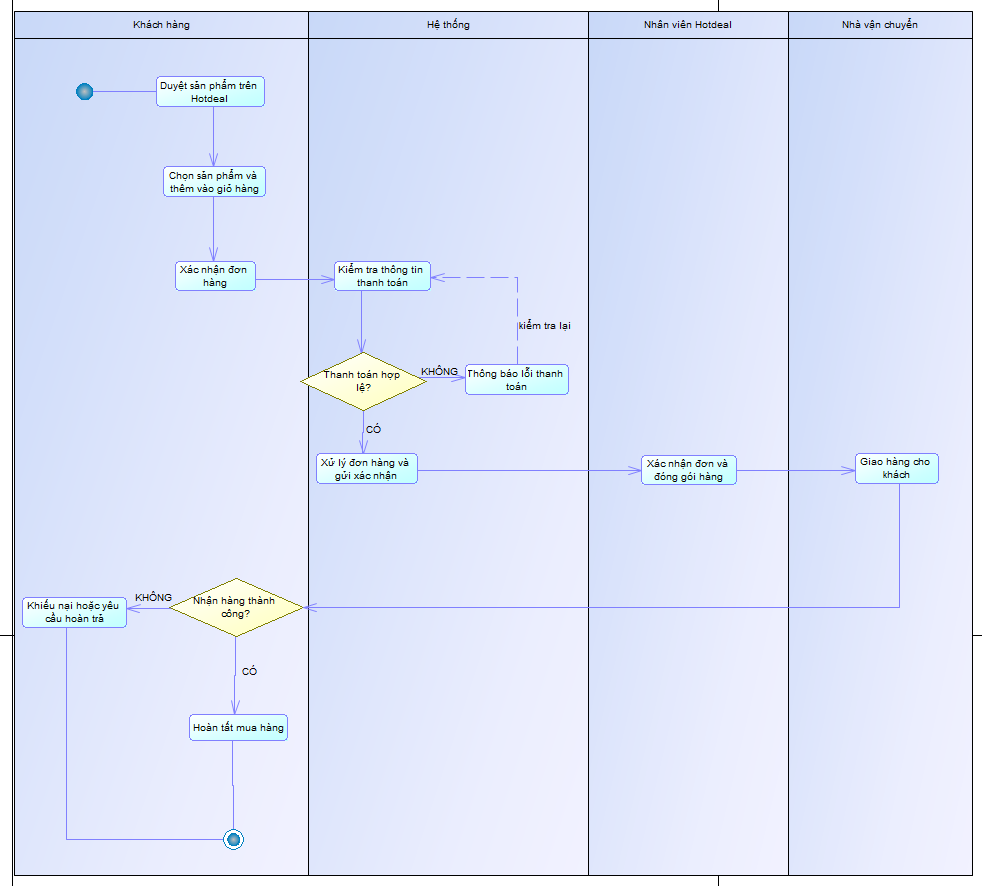 Khách hàng
Hệ thống
Nhân viên Hotdeal
Nhà vận chuyển
Duyệt sản phẩm trên
Hotdeal
Chọn sản phẩm và
thêm vào giỏ hàng
Xác nhận đơn
hàng
Kiểm tra thông tin
thanh toán
kiểm tra lại
Thanh toán hợp
lệ?
KHÔNG
Thông báo lỗi thanh
toán
CÓ
Xử lý đơn hàng và
gửi xác nhận
Xác nhận đơn và
đóng gói hàng
Giao hàng cho
khách
Nhận hàng thành
công?
KHÔNG
Khiếu nại hoặc yêu
cầu hoàn trả
CÓ
Hoàn tất mua hàng